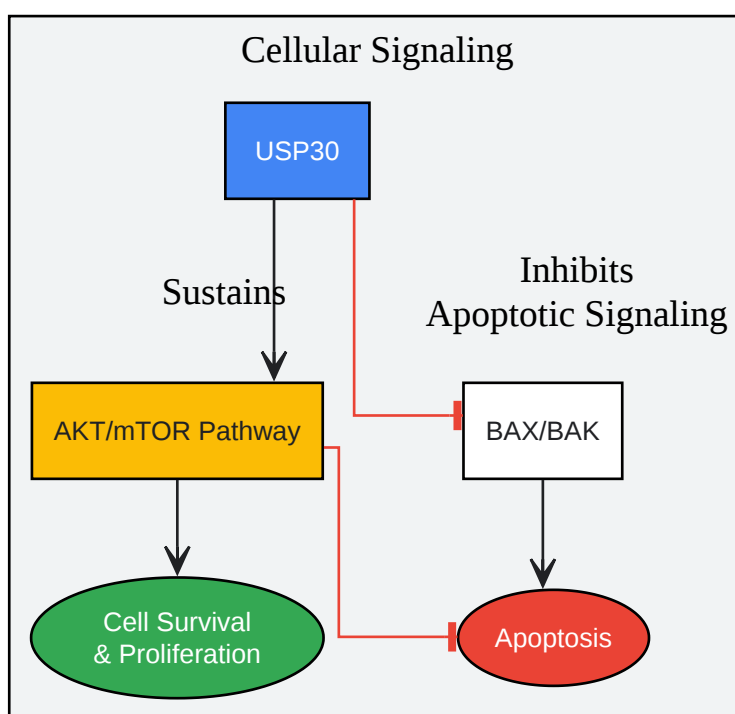 Cellular Signaling
USP30
Sustains
Inhibits
Apoptotic Signaling
AKT/mTOR Pathway
BAX/BAK
Cell Survival
& Proliferation
Apoptosis